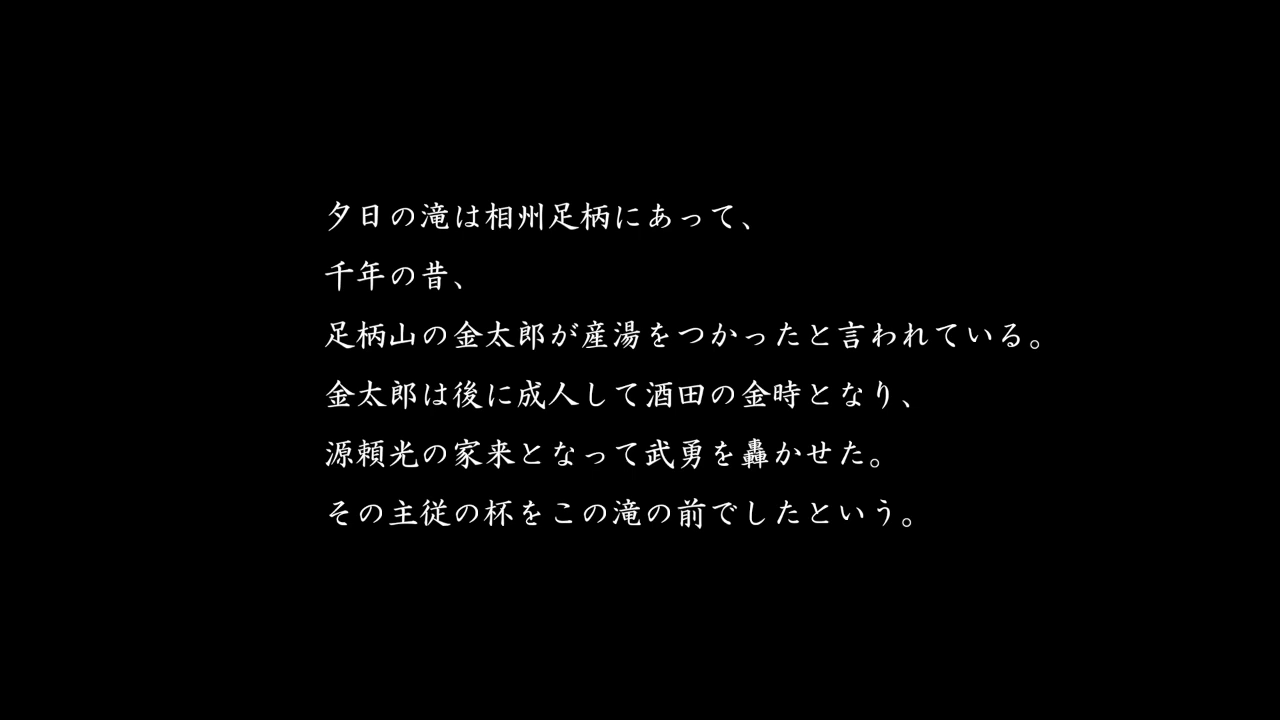 夕日の滝は相州足柄にあって、
千年の昔、
足柄山の金太郎が産湯をつかったと言われている。
金太郎は後に成人して酒田の金時となり、
源頼光の家来となって武勇を轟かせた。
その主従の杯をこの滝の前でしたという。